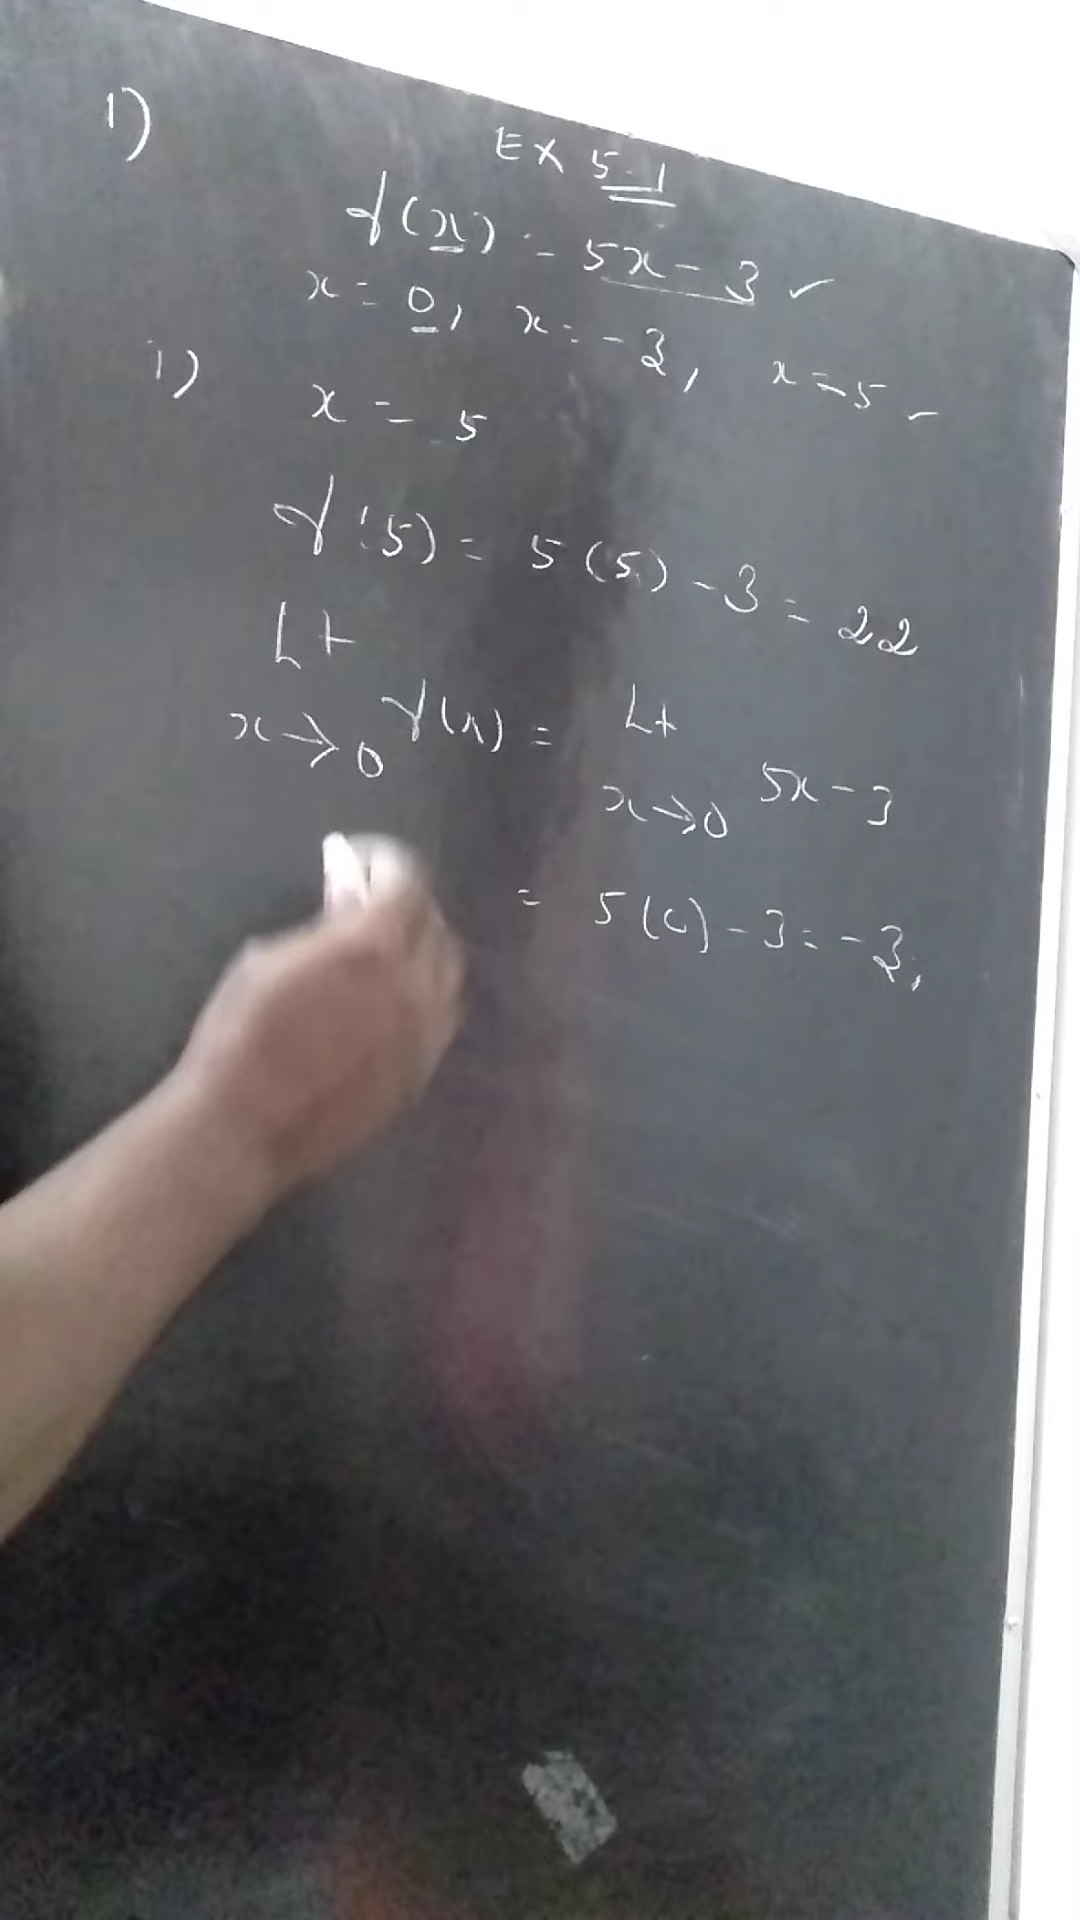 1)
EX 5.1
f(x) = 5x - 3 ✓
x = 0, x = -3, x = 5
i) x = 5
f(5) = 5(5) - 3 = 22
Lt f(x) = Lt 5x - 3
x→0 x→0
= 5(0) - 3 = -3,